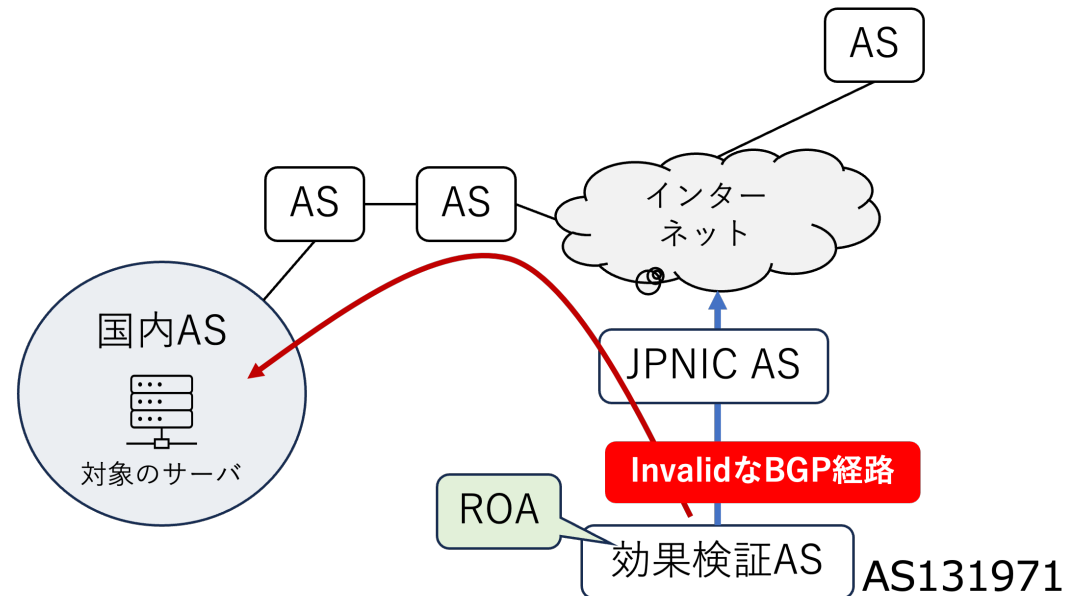 AS
インター
ネット
AS
AS
国内AS
対象のサーバ
JPNIC AS
InvalidなBGP経路
ROA
効果検証AS
AS131971